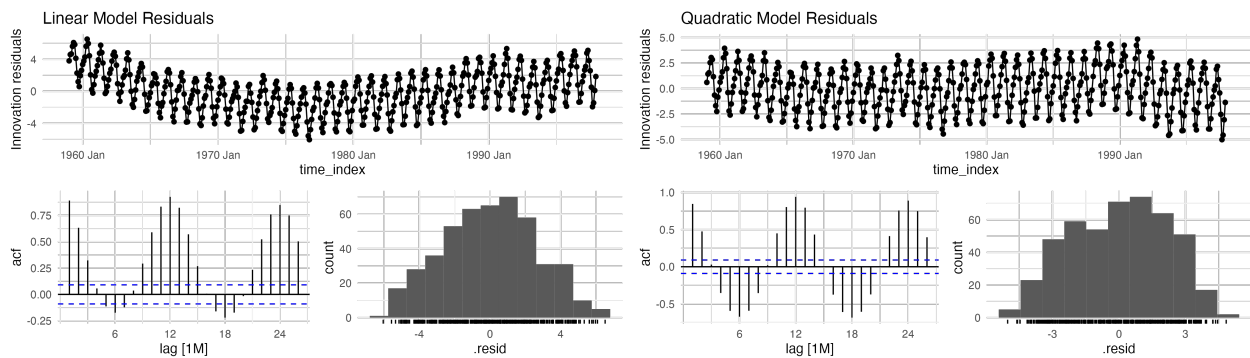 Linear Model Residuals
Innovation residuals
4
0
-4
1960 Jan
1970 Jan
1980 Jan
1990 Jan
time_index
acf
0.75
0.50
0.25
0.00
-0.25
6
12
18
24
lag [1M]
count
60
40
20
0
-4
0
4
.resid
Quadratic Model Residuals
Innovation residuals
5.0
2.5
0.0
-2.5
-5.0
1960 Jan
1970 Jan
1980 Jan
1990 Jan
time_index
acf
1.0
0.5
0.0
-0.5
6
12
18
24
lag [1M]
count
60
40
20
0
-3
0
3
.resid